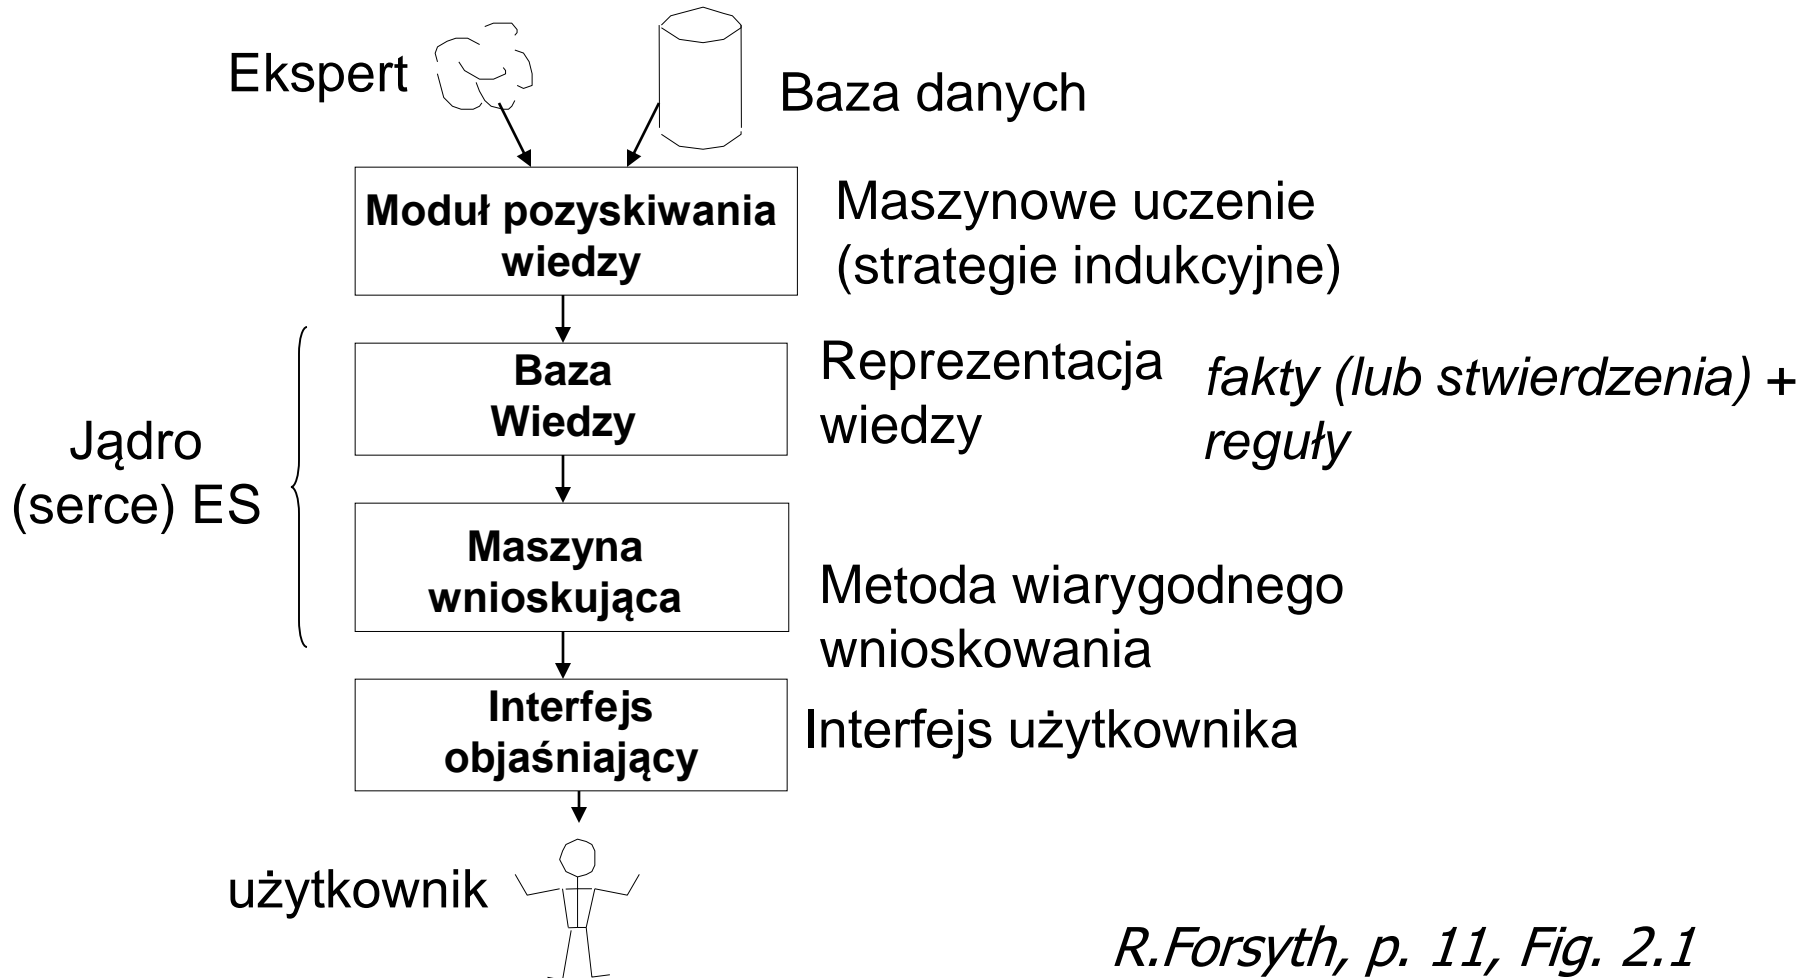 Ekspert
Baza danych
Moduł pozyskiwania
wiedzy
Maszynowe uczenie
(strategie indukcyjne)
Jądro
(serce) ES
Baza
Wiedzy
Reprezentacja
wiedzy
fakty (lub stwierdzenia) +
reguły
Maszyna
wnioskująca
Metoda wiarygodnego
wnioskowania
Interfejs
objaśniający
Interfejs użytkownika
użytkownik
R.Forsyth, p. 11, Fig. 2.1